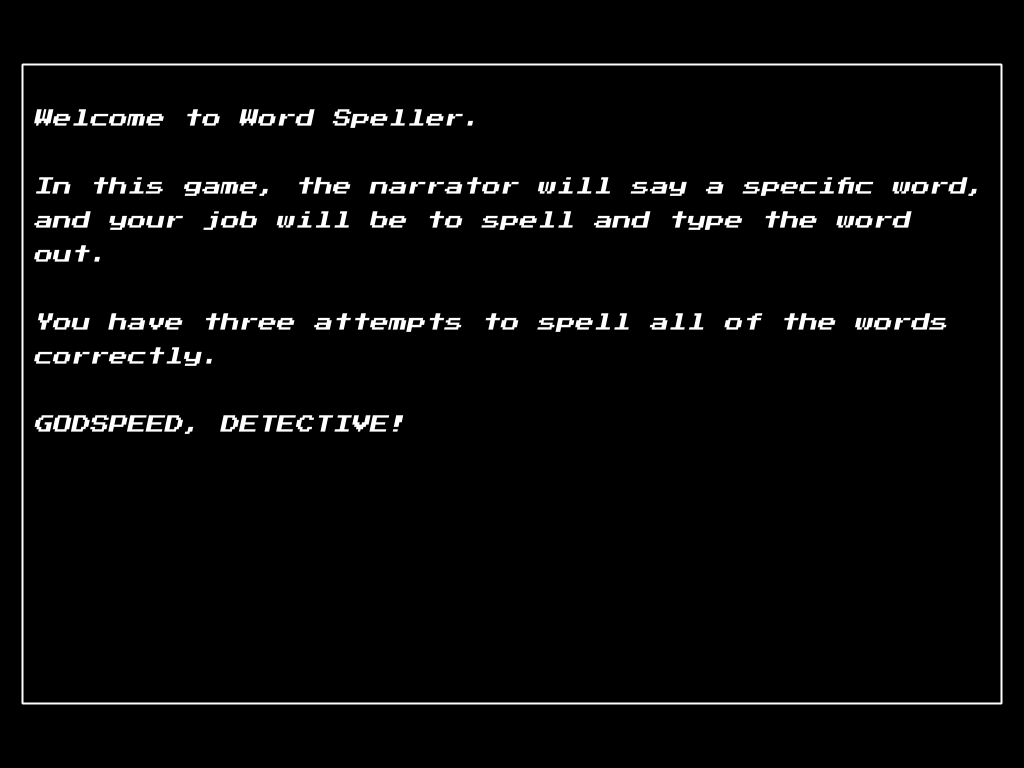 Welcome to Word Speller.
In this game, the narrator will say a specific word,
and your job will be to spell and type the word
out.
You have three attempts to spell all of the words
correctly.
GODSPEED, DETECTIVE!